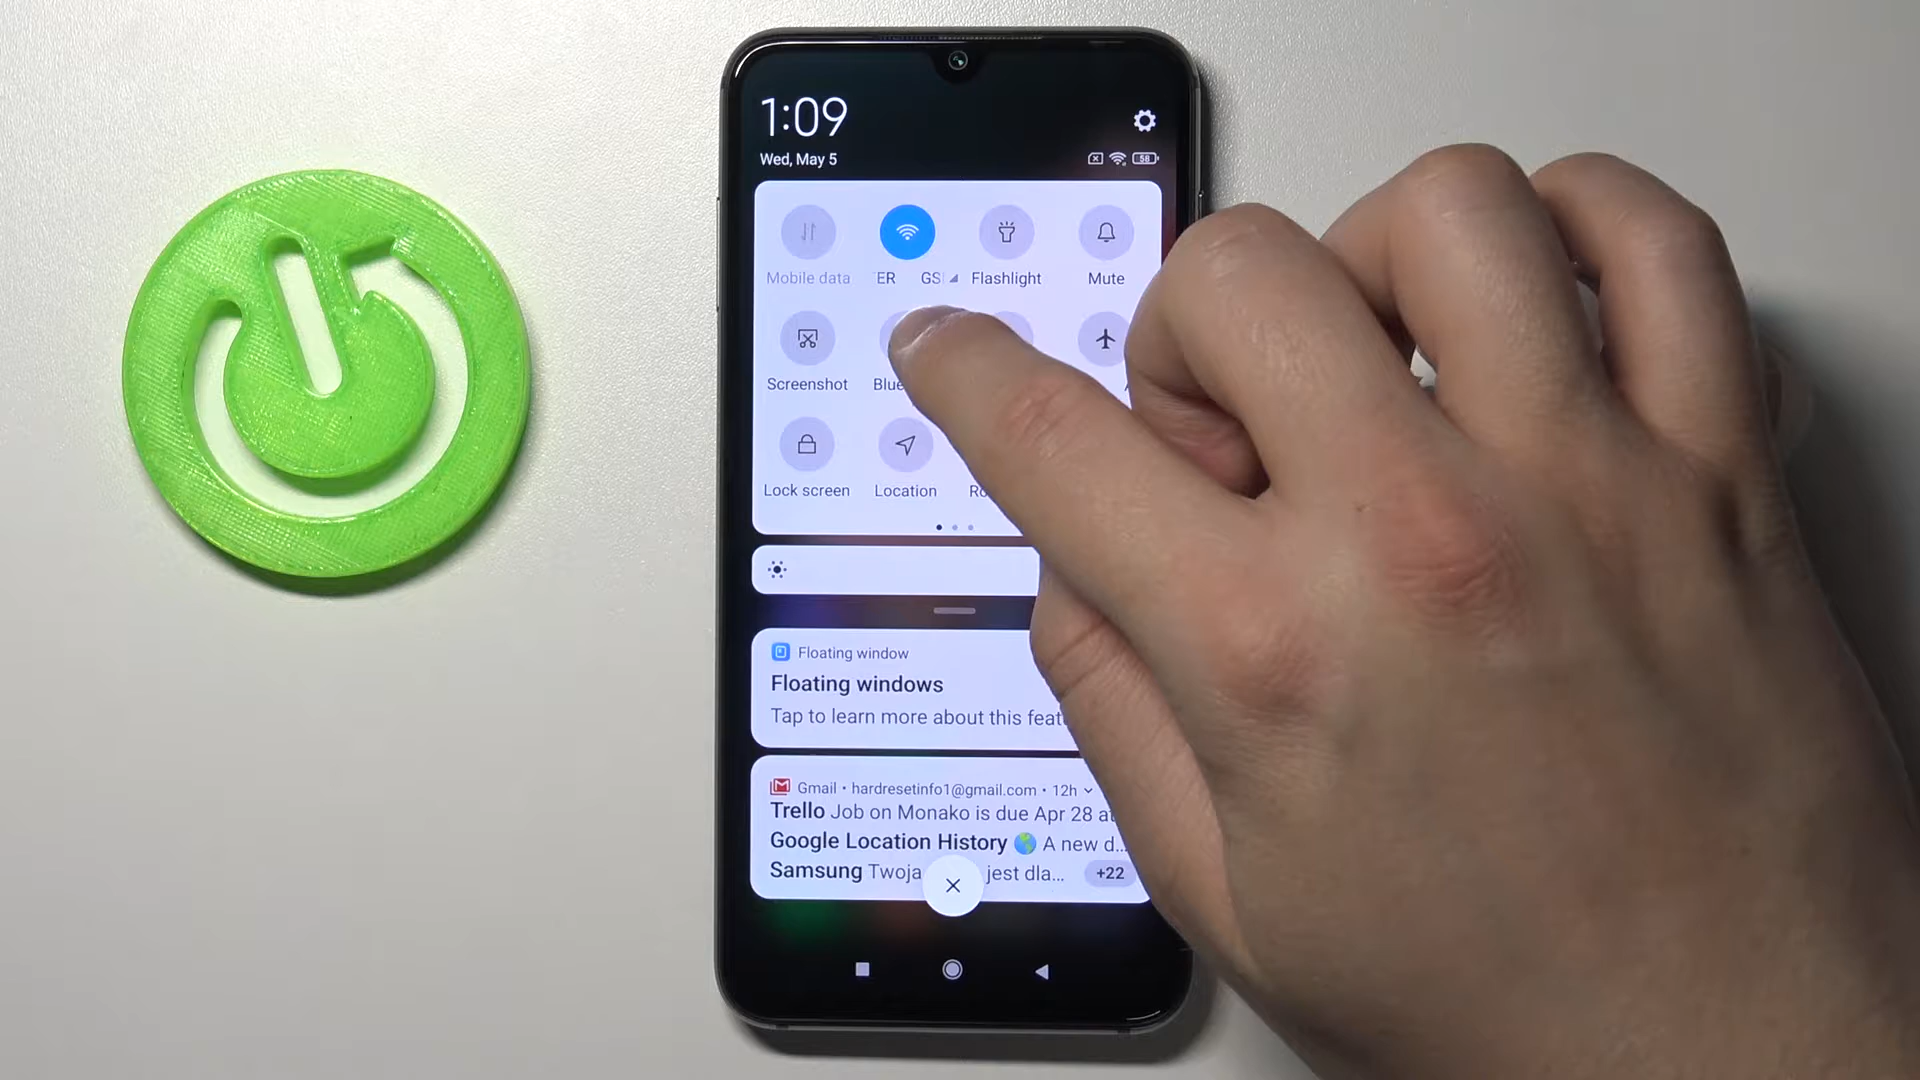 1:09
Wed, May 5
58
Mobile data ER GS Flashlight Mute
Screenshot Blue
Lock screen Location
Floating window
Floating windows
Tap to learn more about this feat
Gmail • hardresetinfo1@gmail.com • 12h
Trello Job on Monako is due Apr 28 at
Google Location History 🌎 A new d...
Samsung Twoja jest dla... +22